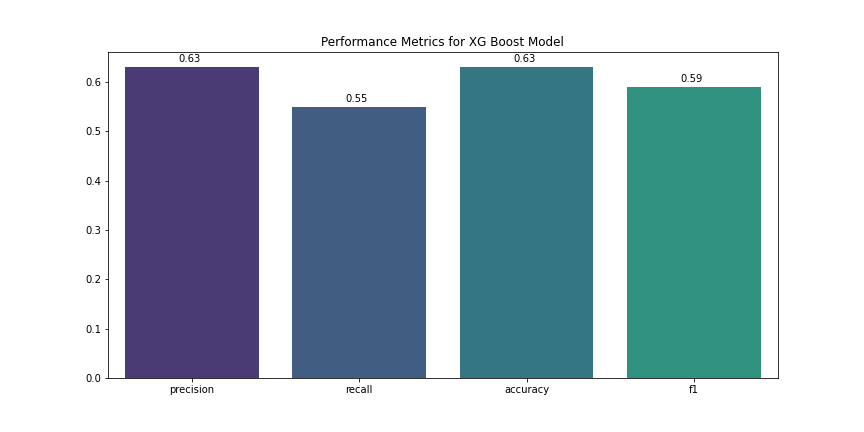 Performance Metrics for XG Boost Model
0.63
0.55
0.63
0.59
0.6
0.5
0.4
0.3
0.2
0.1
0.0
precision
recall
accuracy
f1